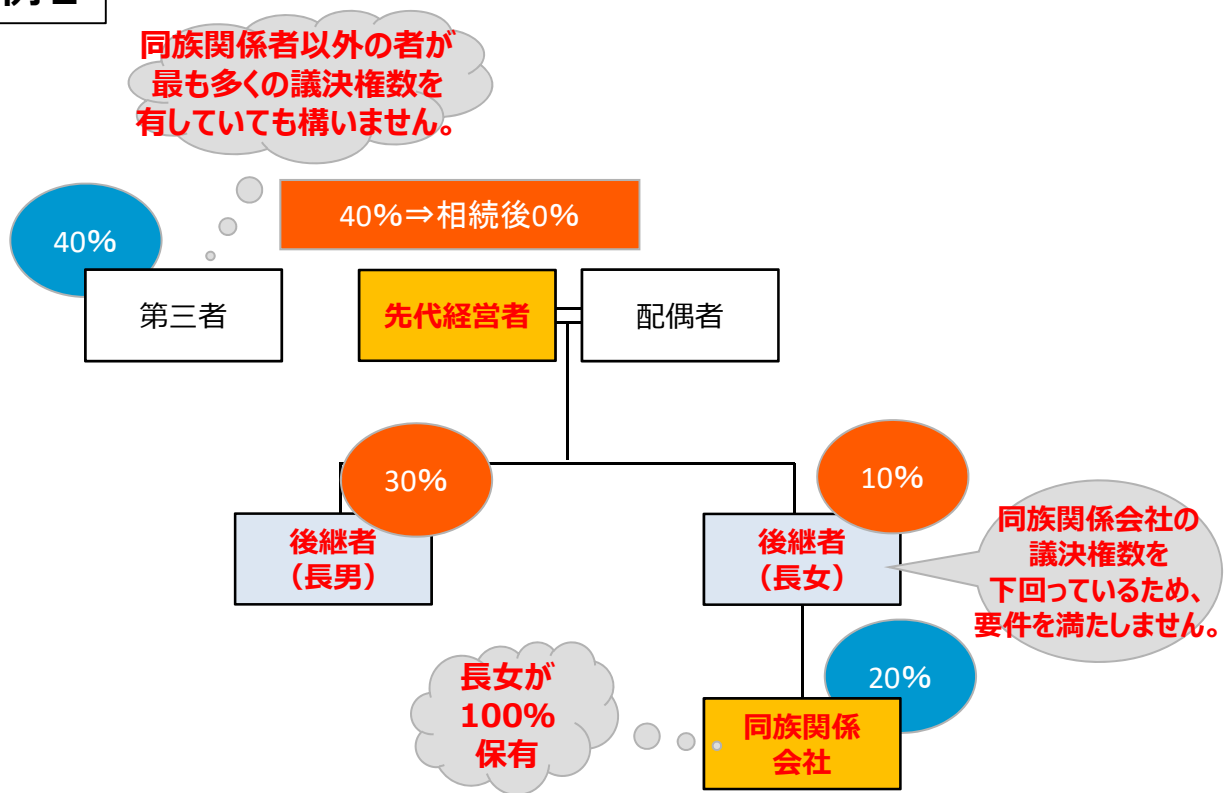 同族関係者以外の者が
最も多くの議決権数を
有していても構いません。
40%⇒相続後0%
40%
第三者
先代経営者
配偶者
30%
10%
後継者
（長男）
後継者
（長女）
同族関係会社の
議決権数を
下回っているため、
要件を満たしません。
長女が
100%
保有
20%
同族関係
会社